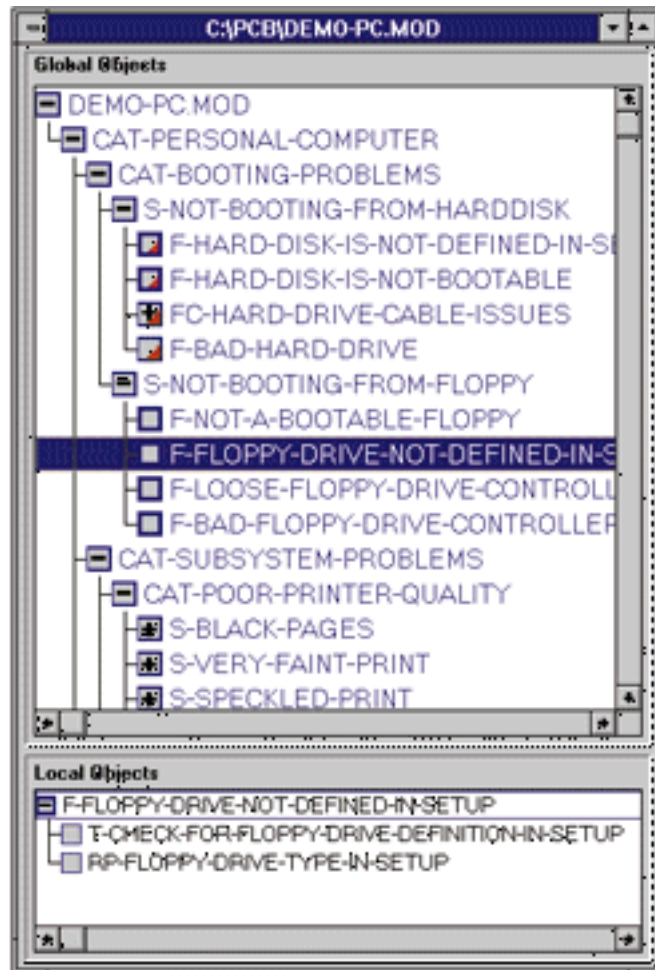 C:\PCB\DEMO-PC.MOD
Global Objects
DEMO-PC.MOD
CAT-PERSONAL-COMPUTER
CAT-BOOTING-PROBLEMS
S-NOT-BOOTING-FROM-HARDDISK
F-HARD-DISK-IS-NOT-DEFINED-IN-SE
F-HARD-DISK-IS-NOT-BOOTABLE
FC-HARD-DRIVE-CABLE-ISSUES
F-BAD-HARD-DRIVE
S-NOT-BOOTING-FROM-FLOPPY
F-NOT-A-BOOTABLE-FLOPPY
F-FLOPPY-DRIVE-NOT-DEFINED-IN-S
F-LOOSE-FLOPPY-DRIVE-CONTROLL
F-BAD-FLOPPY-DRIVE-CONTROLLER
CAT-SUBSYSTEM-PROBLEMS
CAT-POOR-PRINTER-QUALITY
S-BLACK-PAGES
S-VERY-FAINT-PRINT
S-SPECKLED-PRINT
Local Objects
F-FLOPPY-DRIVE-NOT-DEFINED-IN-SETUP
T-CHECK-FOR-FLOPPY-DRIVE-DEFINITION-IN-SETUP
RP-FLOPPY-DRIVE-TYPE-IN-SETUP